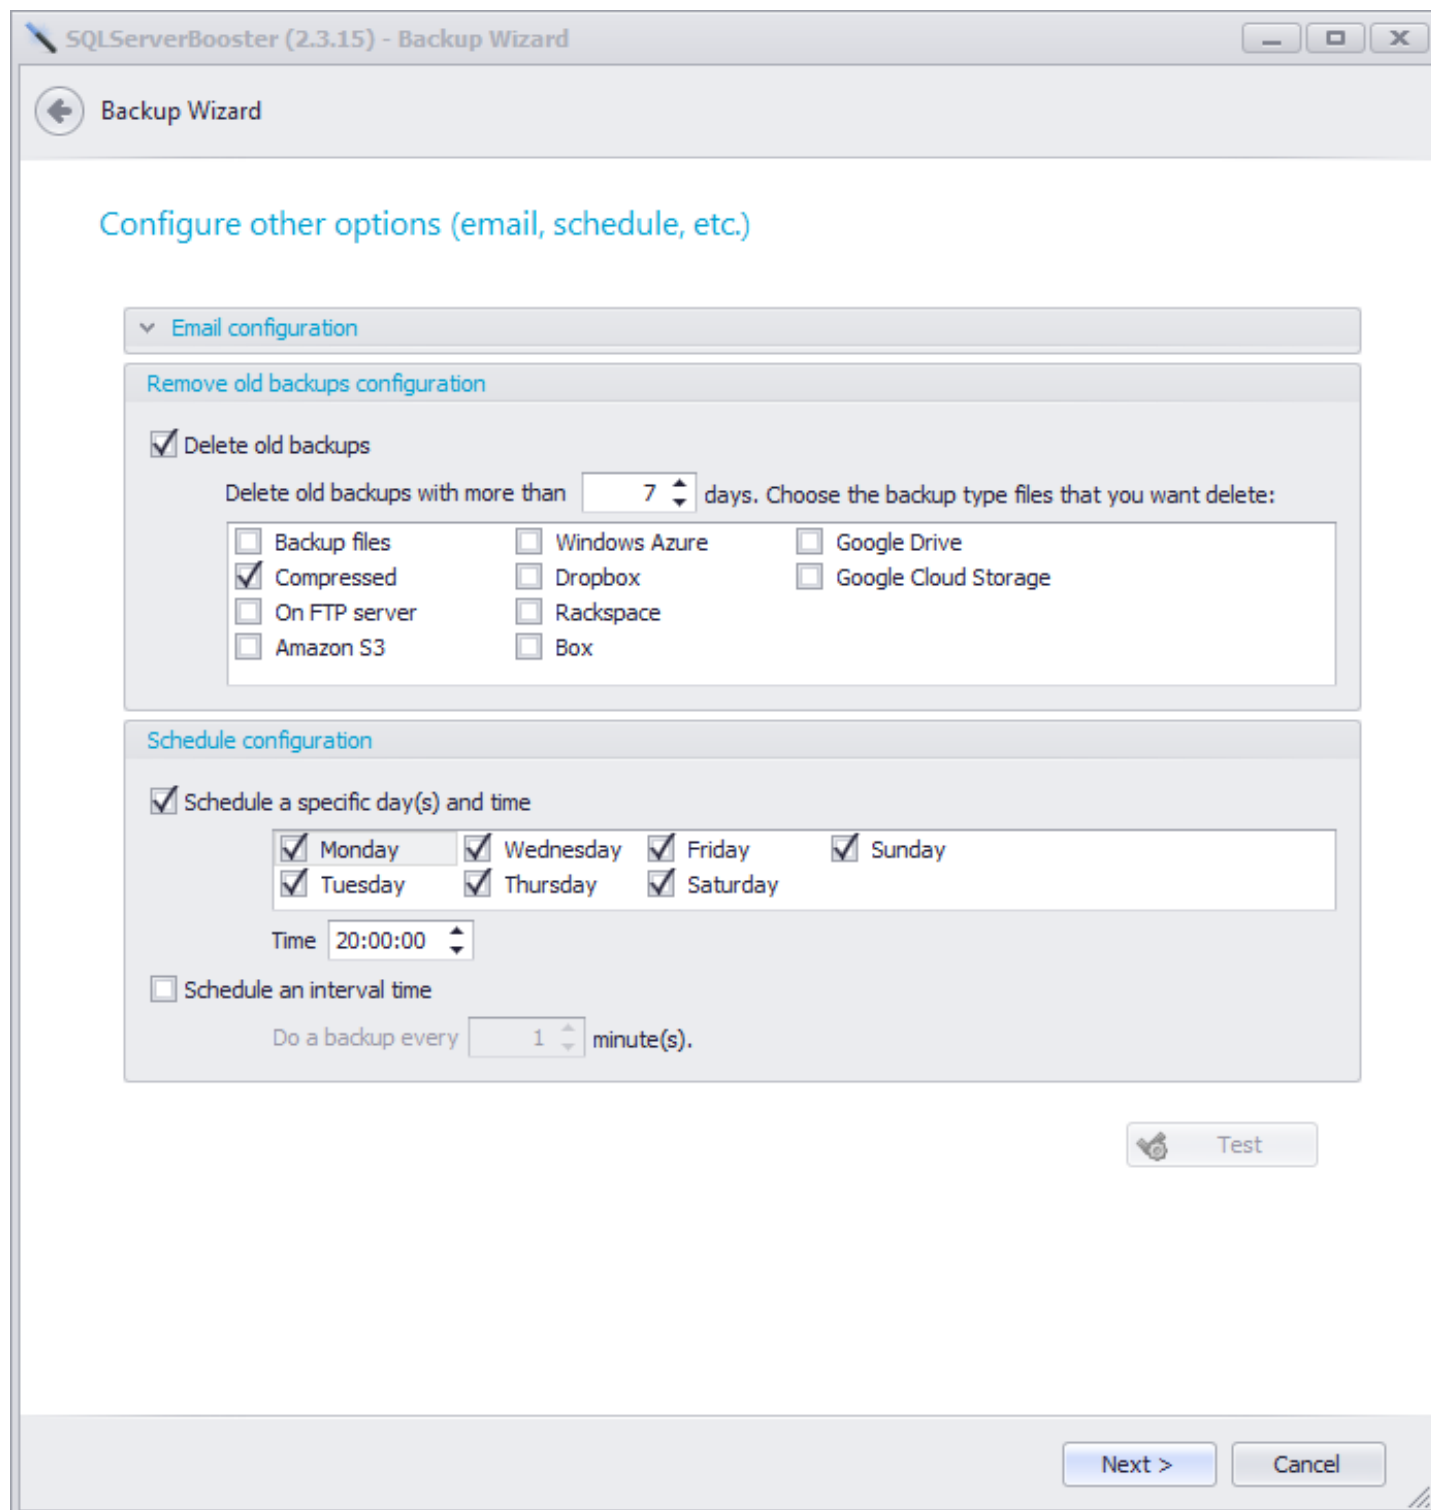 SQLServerBooster (2.3.15) - Backup Wizard
Backup Wizard
Configure other options (email, schedule, etc.)
Email configuration
Remove old backups configuration
Delete old backups
Delete old backups with more than 7 days. Choose the backup type files that you want delete:
Backup files Windows Azure Google Drive
Compressed Dropbox Google Cloud Storage
On FTP server Rackspace
Amazon S3 Box
Schedule configuration
Schedule a specific day(s) and time
Monday Wednesday Friday Sunday
Tuesday Thursday Saturday
Time 20:00:00
Schedule an interval time
Do a backup every 1 minute(s).
Test
Next > Cancel